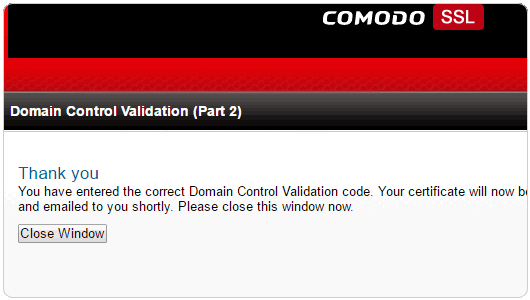 COMODO SSL
Domain Control Validation (Part 2)
Thank you
You have entered the correct Domain Control Validation code. Your certificate will now
and emailed to you shortly. Please close this window now.
Close Window